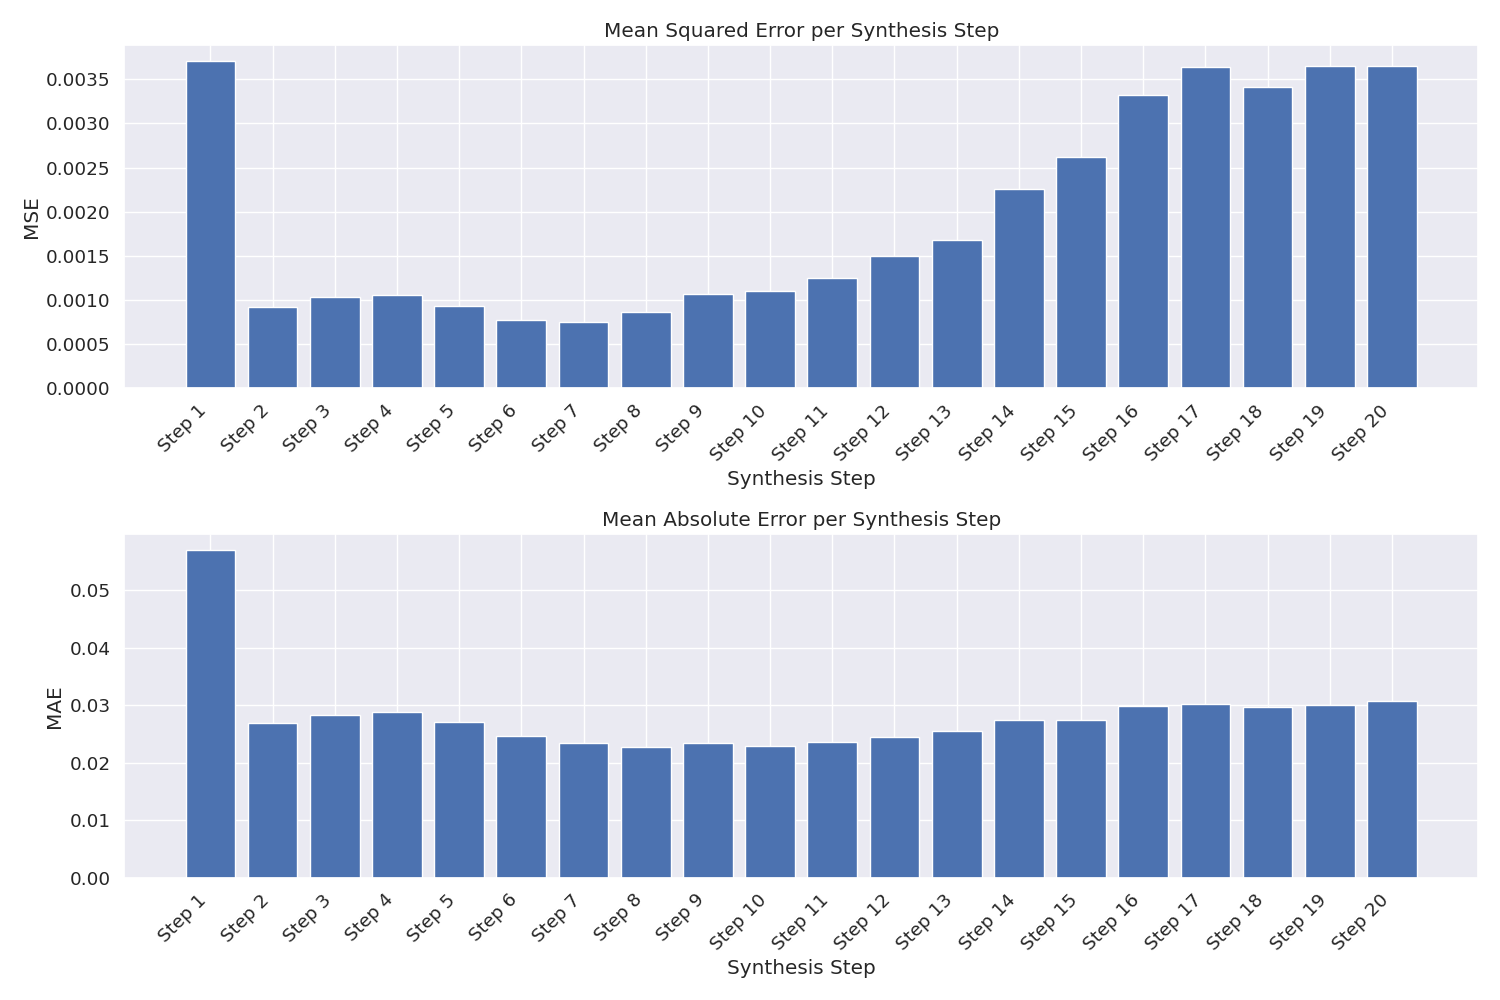 Mean Squared Error per Synthesis Step
MSE
0.0035
0.0030
0.0025
0.0020
0.0015
0.0010
0.0005
0.0000
Step 1
Step 2
Step 3
Step 4
Step 5
Step 6
Step 7
Step 8
Step 9
Step 10
Step 11
Step 12
Step 13
Step 14
Step 15
Step 16
Step 17
Step 18
Step 19
Step 20
Synthesis Step
Mean Absolute Error per Synthesis Step
MAE
0.05
0.04
0.03
0.02
0.01
0.00
Step 1
Step 2
Step 3
Step 4
Step 5
Step 6
Step 7
Step 8
Step 9
Step 10
Step 11
Step 12
Step 13
Step 14
Step 15
Step 16
Step 17
Step 18
Step 19
Step 20
Synthesis Step